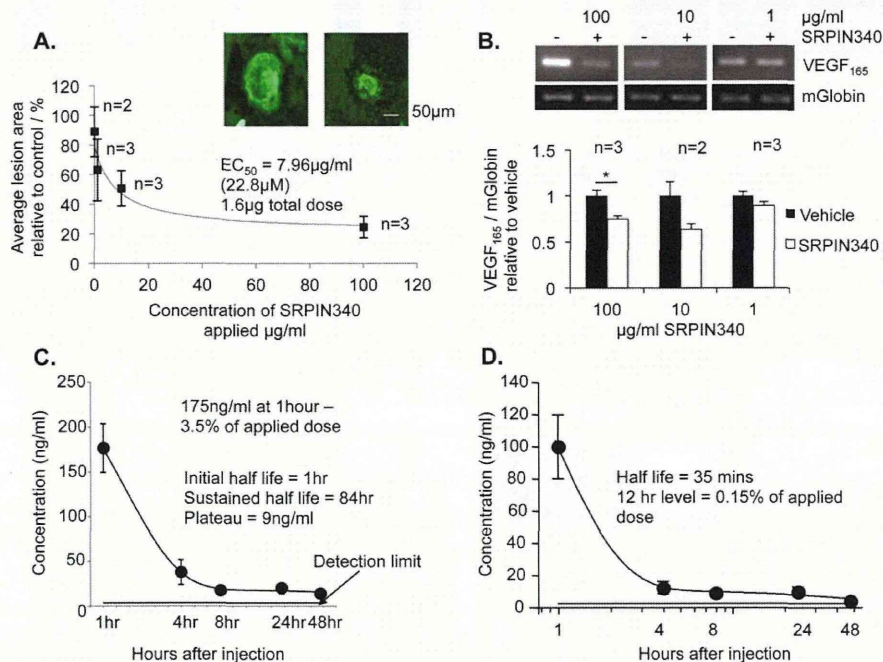 A.
120
100
80
60
40
20
0
0
20
40
60
80
100
120
Average lesion area
relative to control / %
n=2
n=3
n=3
n=3
50µm
EC50 = 7.96µg/ml
(22.8µM)
1.6µg total dose
Concentration of SRPIN340
applied µg/ml
B.
100 10 1 µg/ml
- + - + - + SRPIN340
VEGF165
mGlobin
VEGF165 / mGlobin
relative to vehicle
1.5
1
0.5
0
n=3 n=2 n=3
*
Vehicle
SRPIN340
100 10 1
µg/ml SRPIN340
C.
Concentration (ng/ml)
250
200
150
100
50
0
175ng/ml at 1hour –
3.5% of applied dose
Initial half life = 1hr
Sustained half life = 84hr
Plateau = 9ng/ml
Detection limit
1hr 4hr 8hr 24hr 48hr
Hours after injection
D.
Concentration (ng/ml)
140
120
100
80
60
40
20
0
Half life = 35 mins
12 hr level = 0.15% of applied
dose
1 4 8 24 48
Hours after injection